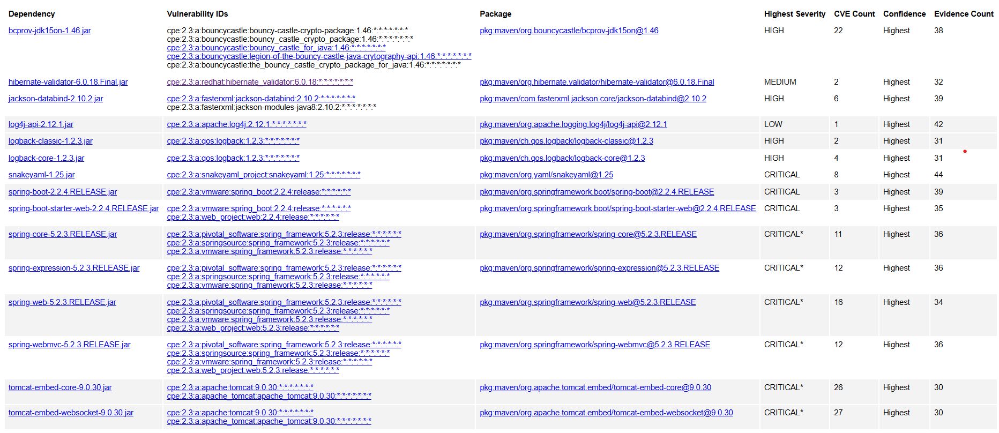 Dependency Vulnerability IDs Package Highest Severity CVE Count Confidence Evidence Count
bcprov-jdk15on-1.46.jar cpe:2.3:a:bouncycastle:bouncy-castle-crypto-package:1.46:*:*:*:*:*:*:* pkg:maven/org.bouncycastle/bcprov-jdk15on@1.46 HIGH 22 Highest 38
cpe:2.3:a:bouncycastle:bouncy_castle_crypto_package:1.46:*:*:*:*:*:*:*
cpe:2.3:a:bouncycastle:bouncy_castle_for_java:1.46:*:*:*:*:*:*:*
cpe:2.3:a:bouncycastle:legion-of-the-bouncy-castle-java-crytography-api:1.46:*:*:*:*:*:*:*
cpe:2.3:a:bouncycastle:the_bouncy_castle_crypto_package_for_java:1.46:*:*:*:*:*:*:*
hibernate-validator-6.0.18.Final.jar cpe:2.3:a:redhat:hibernate_validator:6.0.18:*:*:*:*:*:*:* pkg:maven/org.hibernate.validator/hibernate-validator@6.0.18.Final MEDIUM 2 Highest 32
jackson-databind-2.10.2.jar cpe:2.3:a:fasterxml:jackson-databind:2.10.2:*:*:*:*:*:*:* pkg:maven/com.fasterxml.jackson.core/jackson-databind@2.10.2 HIGH 6 Highest 39
cpe:2.3:a:fasterxml:jackson-modules-java8:2.10.2:*:*:*:*:*:*:*
log4j-api-2.12.1.jar cpe:2.3:a:apache:log4j:2.12.1:*:*:*:*:*:*:* pkg:maven/org.apache.logging.log4j/log4j-api@2.12.1 LOW 1 Highest 42
logback-classic-1.2.3.jar cpe:2.3:a:qos:logback:1.2.3:*:*:*:*:*:*:* pkg:maven/ch.qos.logback/logback-classic@1.2.3 HIGH 2 Highest 31
logback-core-1.2.3.jar cpe:2.3:a:qos:logback:1.2.3:*:*:*:*:*:*:* pkg:maven/ch.qos.logback/logback-core@1.2.3 HIGH 4 Highest 31
snakeyaml-1.25.jar cpe:2.3:a:snakeyaml_project:snakeyaml:1.25:*:*:*:*:*:*:* pkg:maven/org.yaml/snakeyaml@1.25 CRITICAL 8 Highest 44
spring-boot-2.2.4.RELEASE.jar cpe:2.3:a:vmware:spring_boot:2.2.4:release:*:*:*:*:*:* pkg:maven/org.springframework.boot/spring-boot@2.2.4.RELEASE CRITICAL 3 Highest 39
spring-boot-starter-web-2.2.4.RELEASE.jar cpe:2.3:a:vmware:spring_boot:2.2.4:release:*:*:*:*:*:* pkg:maven/org.springframework.boot/spring-boot-starter-web@2.2.4.RELEASE CRITICAL 3 Highest 35
cpe:2.3:a:web_project:web:2.2.4:release:*:*:*:*:*:*
spring-core-5.2.3.RELEASE.jar cpe:2.3:a:pivotal_software:spring_framework:5.2.3:release:*:*:*:*:*:* pkg:maven/org.springframework/spring-core@5.2.3.RELEASE CRITICAL* 11 Highest 36
cpe:2.3:a:springsource:spring_framework:5.2.3:release:*:*:*:*:*:*
cpe:2.3:a:vmware:spring_framework:5.2.3:release:*:*:*:*:*:*
spring-expression-5.2.3.RELEASE.jar cpe:2.3:a:pivotal_software:spring_framework:5.2.3:release:*:*:*:*:*:* pkg:maven/org.springframework/spring-expression@5.2.3.RELEASE CRITICAL* 12 Highest 36
cpe:2.3:a:springsource:spring_framework:5.2.3:release:*:*:*:*:*:*
cpe:2.3:a:vmware:spring_framework:5.2.3:release:*:*:*:*:*:*
spring-web-5.2.3.RELEASE.jar cpe:2.3:a:pivotal_software:spring_framework:5.2.3:release:*:*:*:*:*:* pkg:maven/org.springframework/spring-web@5.2.3.RELEASE CRITICAL* 16 Highest 34
cpe:2.3:a:springsource:spring_framework:5.2.3:release:*:*:*:*:*:*
cpe:2.3:a:vmware:spring_framework:5.2.3:release:*:*:*:*:*:*
cpe:2.3:a:web_project:web:5.2.3:release:*:*:*:*:*:*
spring-webmvc-5.2.3.RELEASE.jar cpe:2.3:a:pivotal_software:spring_framework:5.2.3:release:*:*:*:*:*:* pkg:maven/org.springframework/spring-webmvc@5.2.3.RELEASE CRITICAL* 12 Highest 36
cpe:2.3:a:springsource:spring_framework:5.2.3:release:*:*:*:*:*:*
cpe:2.3:a:vmware:spring_framework:5.2.3:release:*:*:*:*:*:*
cpe:2.3:a:web_project:web:5.2.3:release:*:*:*:*:*:*
tomcat-embed-core-9.0.30.jar cpe:2.3:a:apache:tomcat:9.0.30:*:*:*:*:*:*:* pkg:maven/org.apache.tomcat.embed/tomcat-embed-core@9.0.30 CRITICAL* 26 Highest 30
cpe:2.3:a:apache_tomcat:apache_tomcat:9.0.30:*:*:*:*:*:*:*
tomcat-embed-websocket-9.0.30.jar cpe:2.3:a:apache:tomcat:9.0.30:*:*:*:*:*:*:* pkg:maven/org.apache.tomcat.embed/tomcat-embed-websocket@9.0.30 CRITICAL* 27 Highest 30
cpe:2.3:a:apache_tomcat:apache_tomcat:9.0.30:*:*:*:*:*:*:*